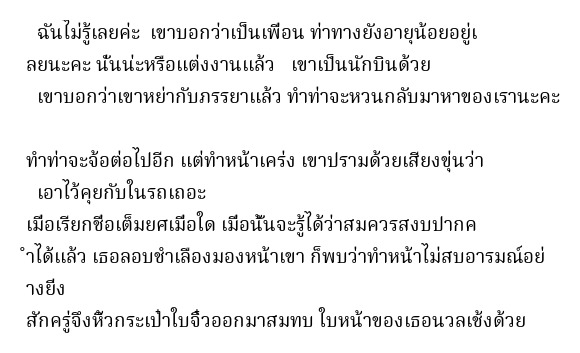 ฉันไม่รู้เลยค่ะ เขาบอกว่าเป็นเพื่อน ท่าทางยังอายุน้อยอยู่เ
ลยนะคะ นั้นน่ะหรือแต่งงานแล้ว เขาเป็นนักบินด้วย
เขาบอกว่าเขาหย่ากับภรรยาแล้ว ทำท่าจะหวนกลับมาหาของเรานะคะ
ทำท่าจะจ้อต่อไปอีก แต่ทำหน้าเคร่ง เขาปรามด้วยเสียงขุ่นว่า
เอาไว้คุยกับในรถเถอะ
เมื่อเรียกชื่อเต็มยศเมื่อใด เมื่อนั้นจะรู้ได้ว่าสมควรสงบปากค
ำได้แล้ว เธอลอบชำเลืองมองหน้าเขา ก็พบว่าทำหน้าไม่สบอารมณ์อย่
างยิ่ง
สักครู่จึงหิ้วกระเป๋าใบจิ๋วออกมาสมทบ ใบหน้าของเธอนวลเช้งด้วย